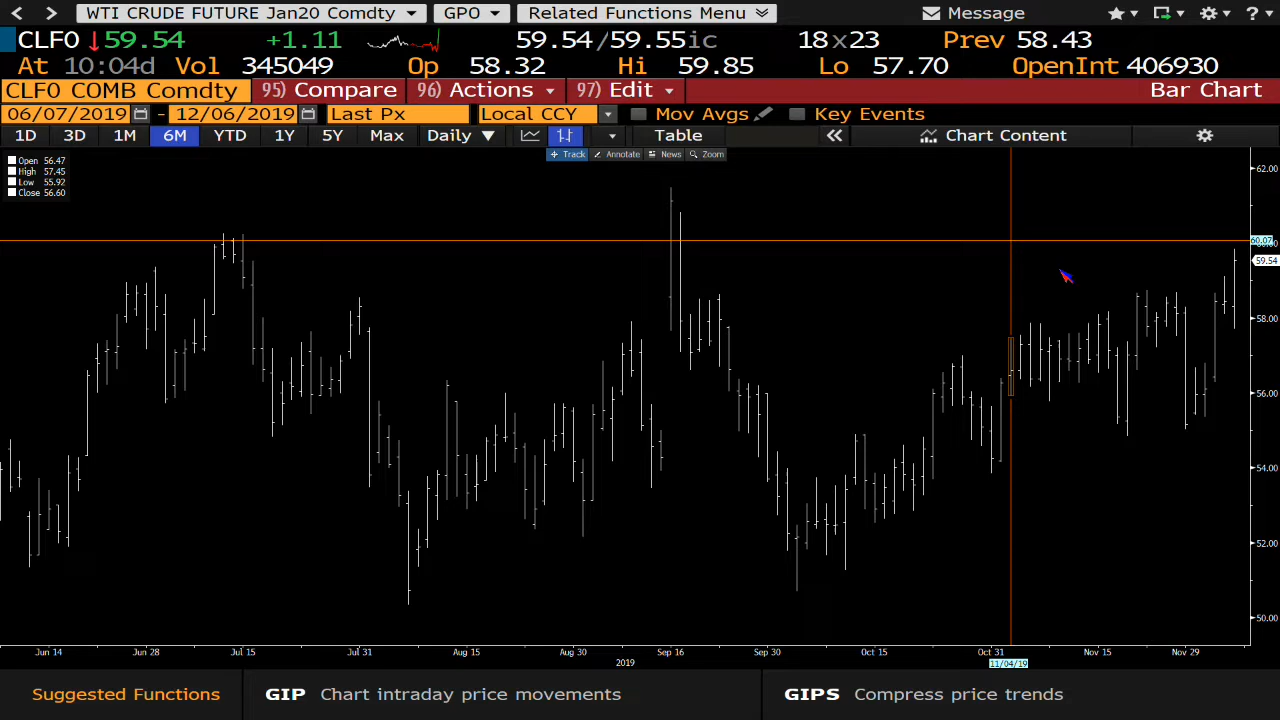 WTI CRUDE FUTURE Jan20 Comdty GPO Related Functions Menu Message ?
CLF0 59.54 +1.11 59.54/59.55ic 18x23 Prev 58.43
At 10:04d Vol 345049 Op 58.32 Hi 59.85 Lo 57.70 OpenInt 406930
CLF0 COMB Comdty 95) Compare 96) Actions 97) Edit Bar Chart
06/07/2019 - 12/06/2019 Last Px Local CCY Mov Avgs Key Events
1D 3D 1M 6M YTD 1Y 5Y Max Daily Table Chart Content
Track Annotate News Zoom
Open 56.47
High 57.45
Low 55.92
Close 56.60
62.00
60.07
59.54
58.00
56.00
54.00
52.00
50.00
Jun 14 Jun 28 Jul 15 Jul 31 Aug 15 Aug 30 Sep 16 Sep 30 Oct 15 Oct 31 Nov 15 Nov 29
2019 11/04/19
Suggested Functions GIP Chart intraday price movements GIPS Compress price trends